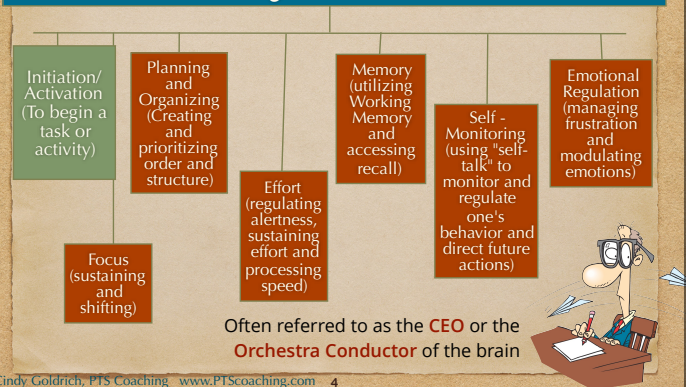 Initiation/
Activation
(To begin a
task or
activity)
Planning
and
Organizing
(Creating
and
prioritizing
order and
structure)
Memory
(utilizing
Working
Memory
and
accessing
recall)
Emotional
Regulation
(managing
frustration
and
modulating
emotions)
Self -
Monitoring
(using "self-
talk" to
monitor and
regulate
one's
behavior and
direct future
actions)
Effort
(regulating
alertness,
sustaining
effort and
processing
speed)
Focus
(sustaining
and
shifting)
Often referred to as the CEO or the
Orchestra Conductor of the brain
Cindy Goldrich, PTS Coaching www.PTScoaching.com 4